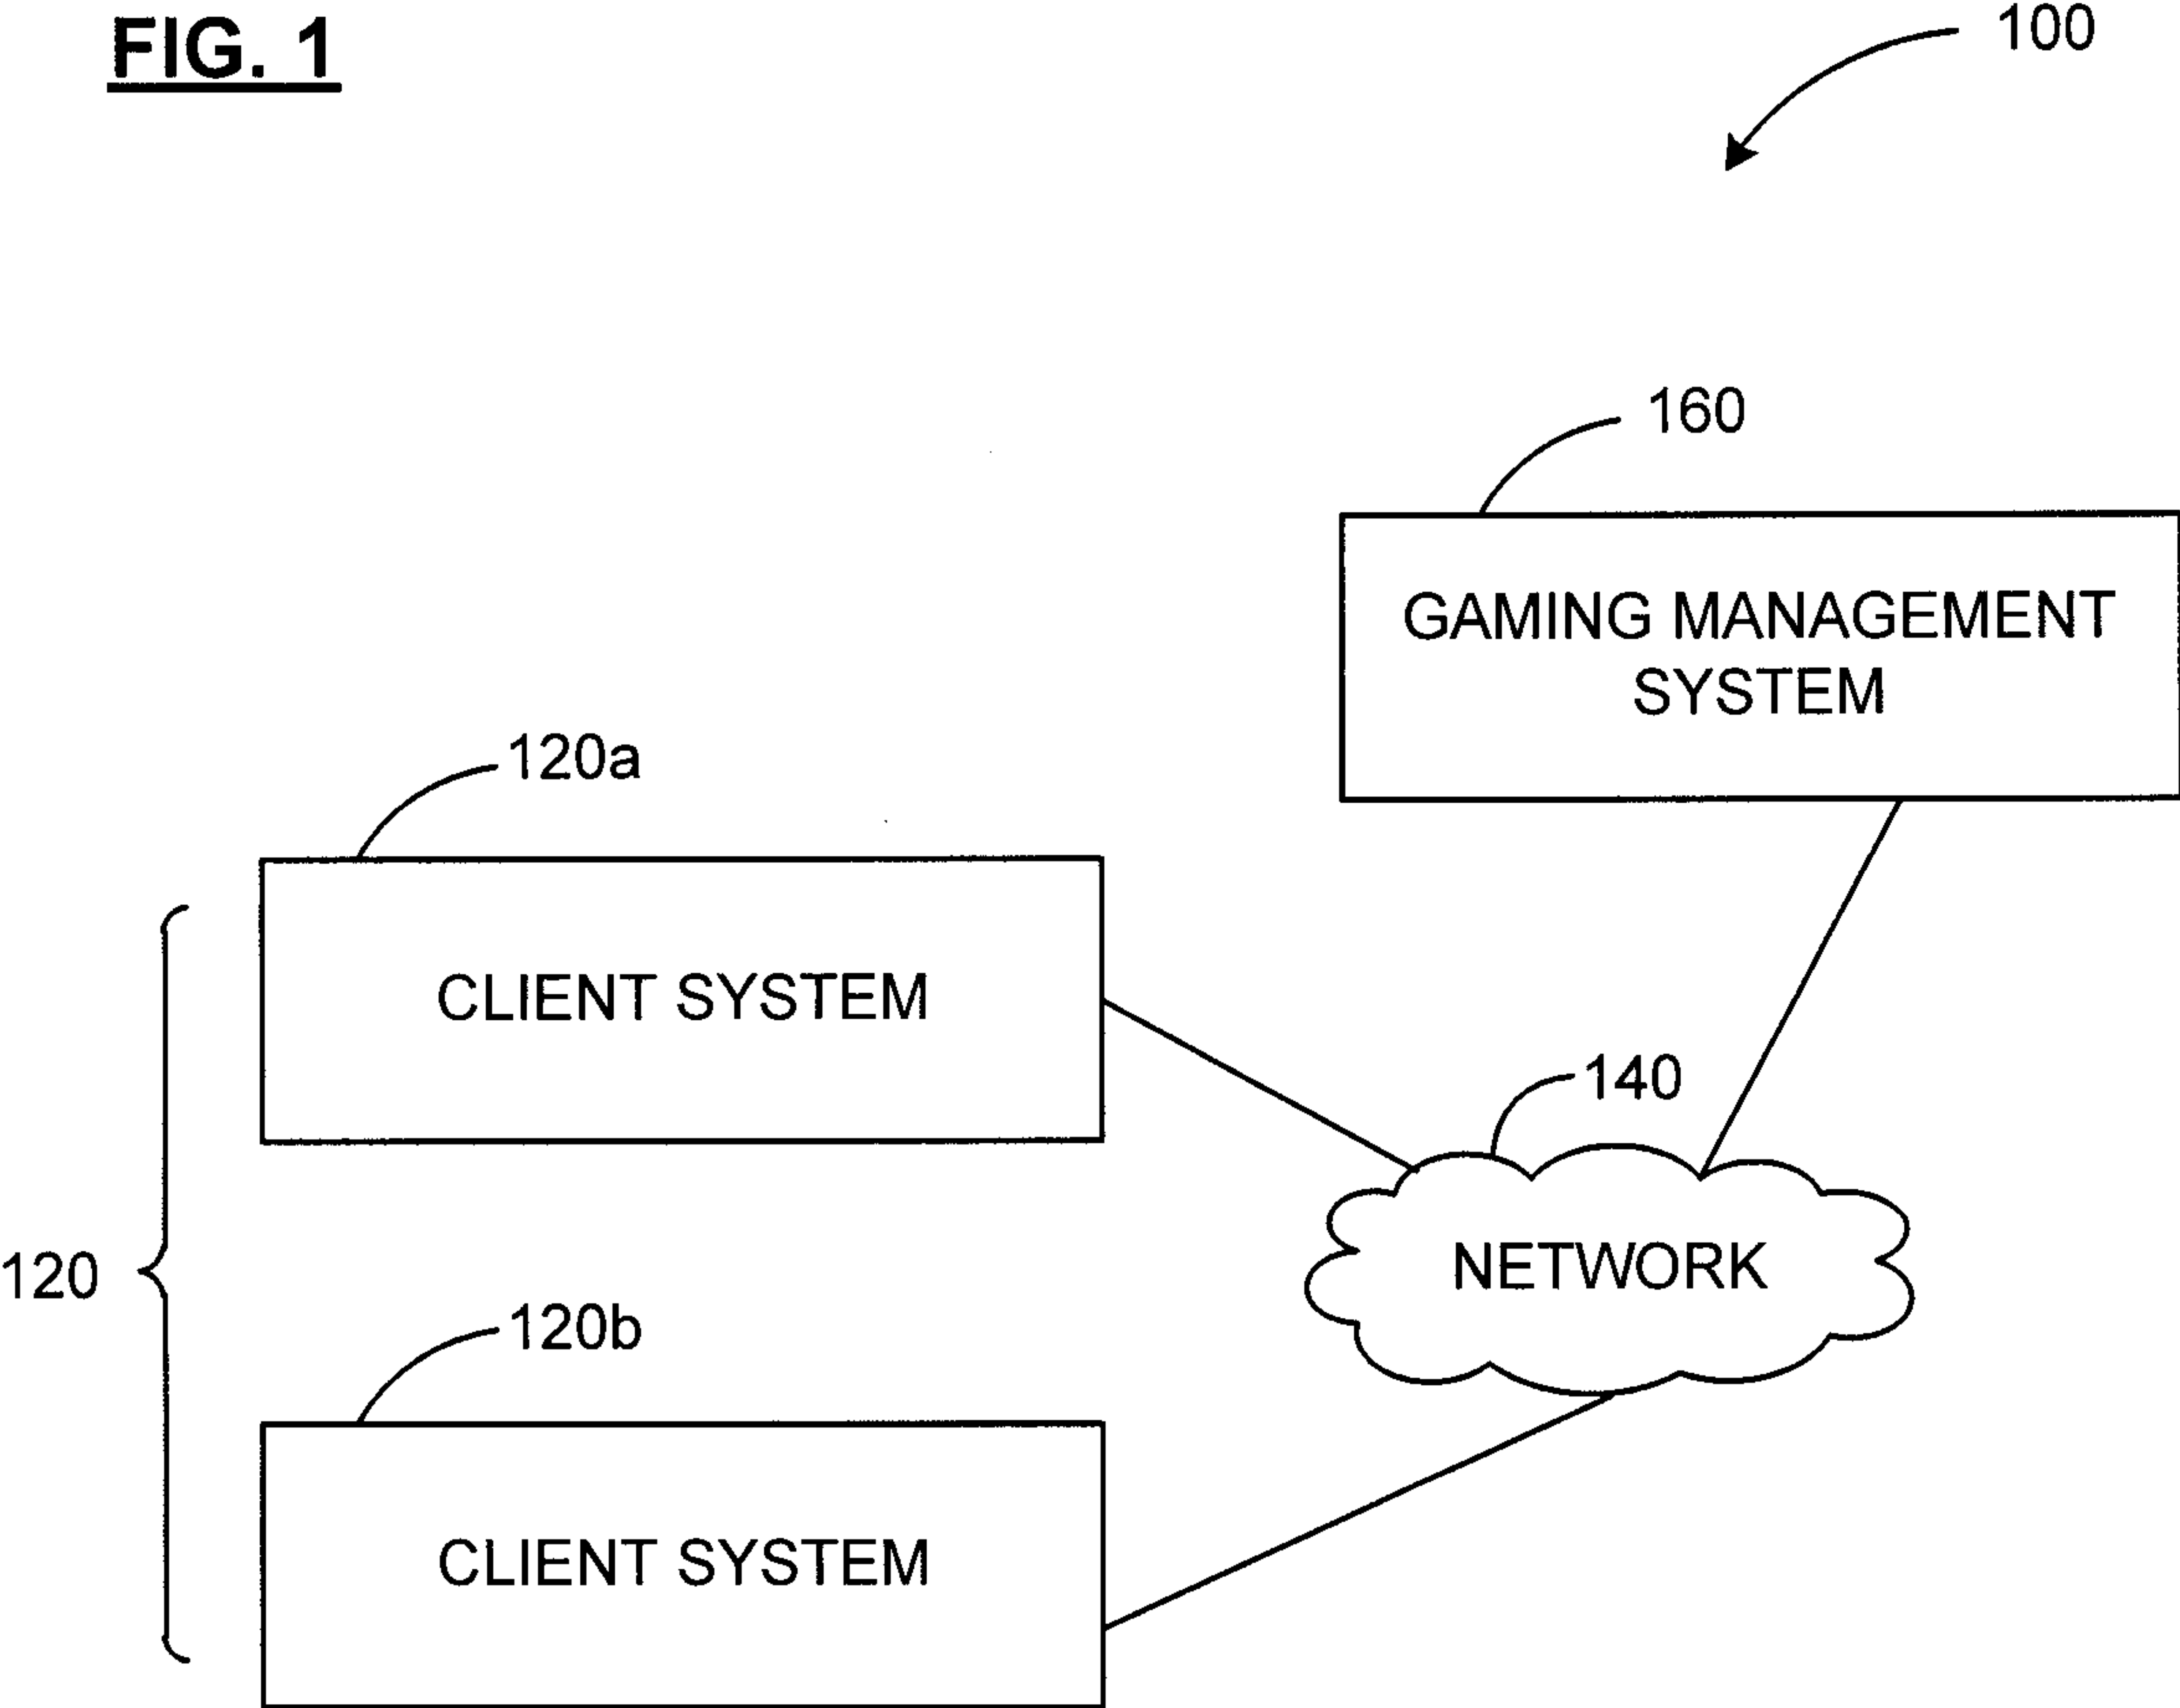 FIG. 1
100
160
GAMING MANAGEMENT
SYSTEM
120a
CLIENT SYSTEM
140
NETWORK
120
120b
CLIENT SYSTEM